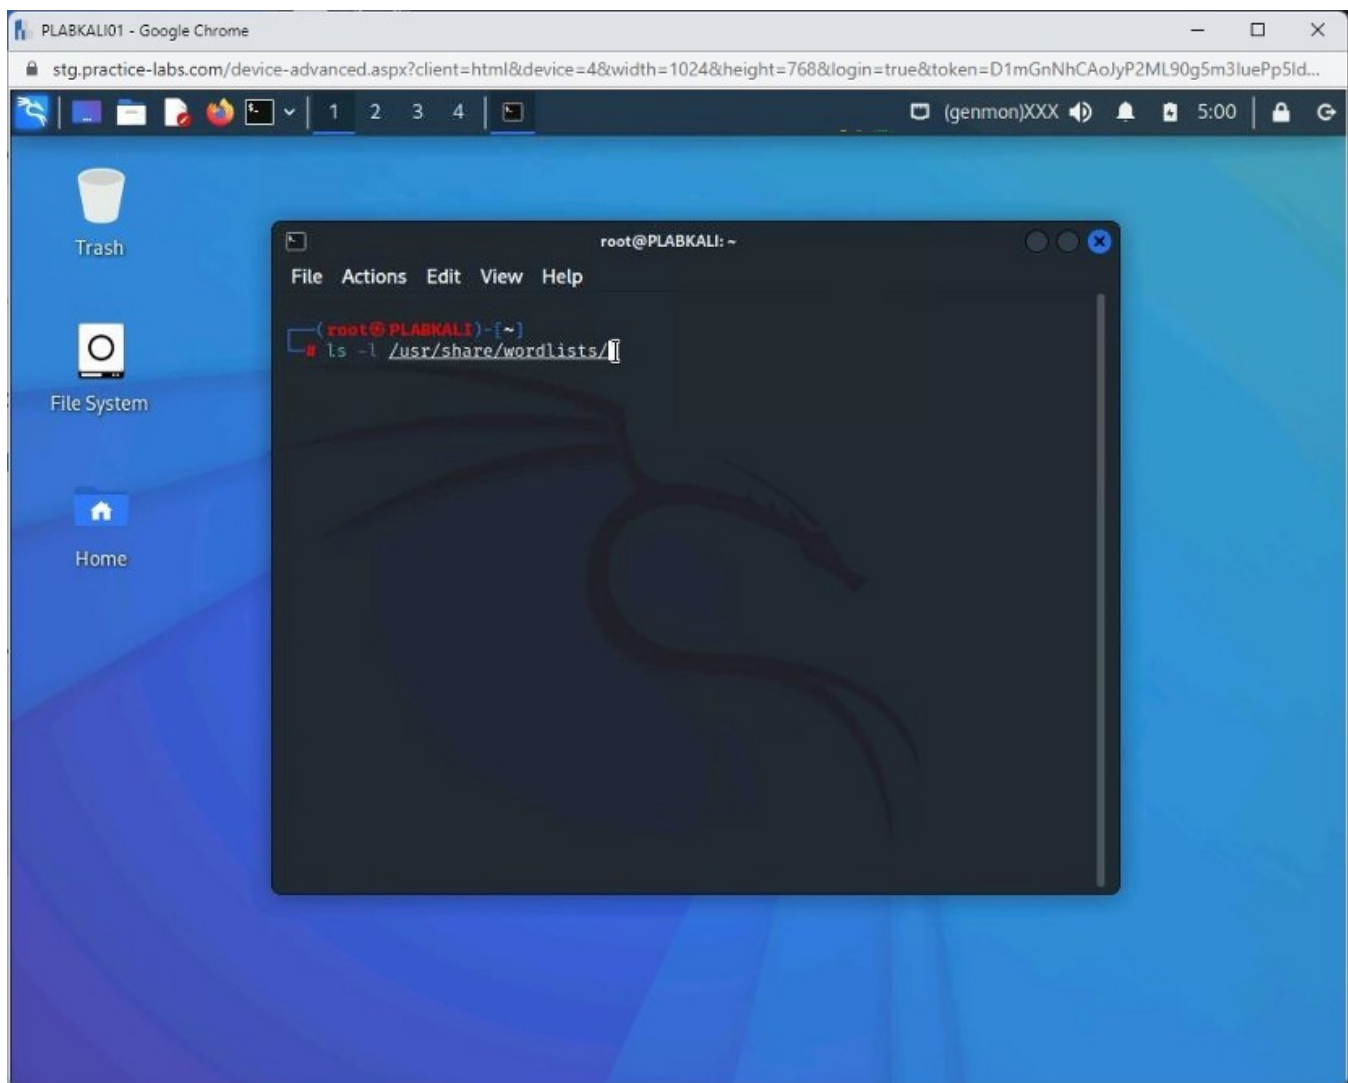 PLABKALI01 - Google Chrome
stg.practice-labs.com/device-advanced.aspx?client=html&device=4&width=1024&height=768&login=true&token=D1mGnNhCAoJyP2ML90g5m3IuePp5Id...
1 2 3 4 (genmon)XXX 5:00
Trash
File System
Home
root@PLABKALI: ~
File Actions Edit View Help
(root㉿PLABKALI)-[~]
# ls -l /usr/share/wordlists/